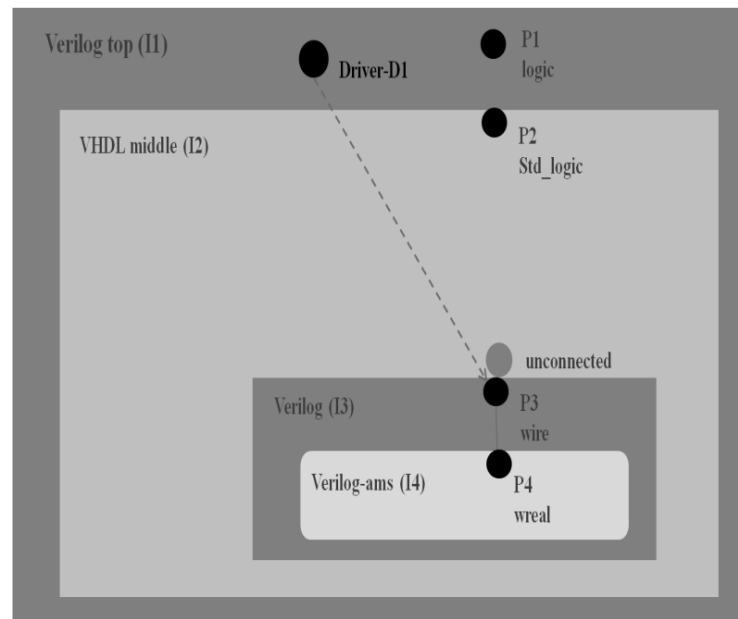 Verilog top (I1)
P1
logic
Driver-D1
VHDL middle (I2)
P2
Std_logic
unconnected
Verilog (I3)
P3
wire
Verilog-ams (I4)
P4
wreal